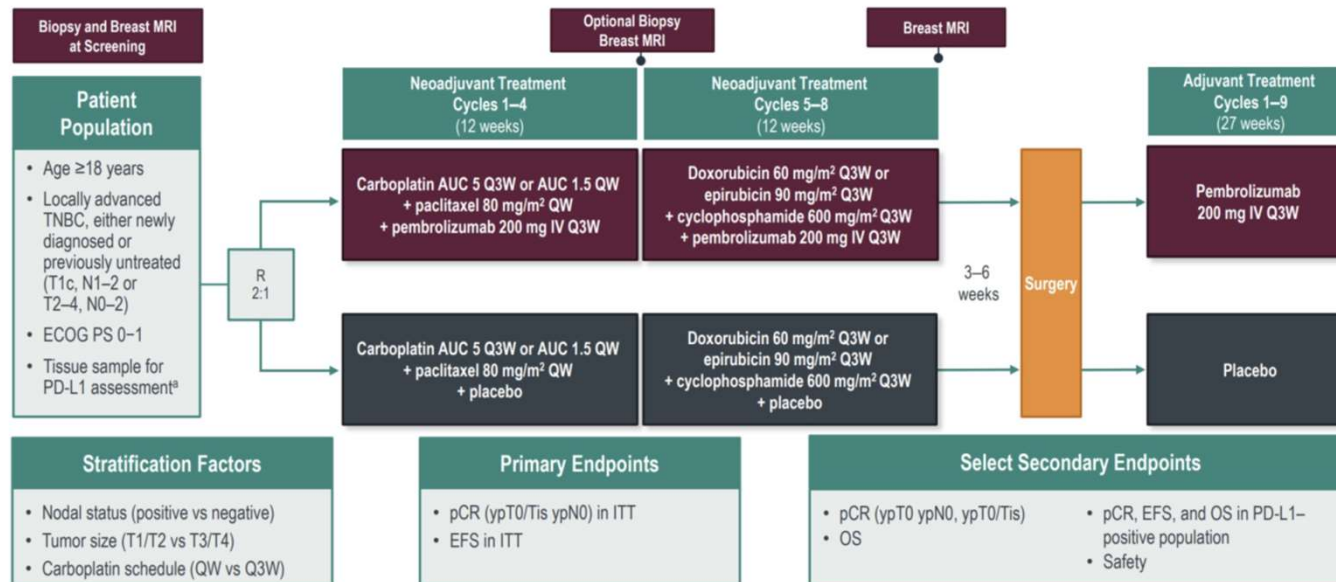 Biopsy and Breast MRI
at Screening
Optional Biopsy
Breast MRI
Breast MRI
Patient
Population
• Age ≥18 years
• Locally advanced
TNBC, either newly
diagnosed or
previously untreated
(T1c, N1–2 or
T2–4, N0–2)
• ECOG PS 0–1
• Tissue sample for
PD-L1 assessmentᵃ
R
2:1
Neoadjuvant Treatment
Cycles 1–4
(12 weeks)
Neoadjuvant Treatment
Cycles 5–8
(12 weeks)
Adjuvant Treatment
Cycles 1–9
(27 weeks)
Carboplatin AUC 5 Q3W or AUC 1.5 QW
+ paclitaxel 80 mg/m² QW
+ pembrolizumab 200 mg IV Q3W
Doxorubicin 60 mg/m² Q3W or
epirubicin 90 mg/m² Q3W
+ cyclophosphamide 600 mg/m² Q3W
+ pembrolizumab 200 mg IV Q3W
Pembrolizumab
200 mg IV Q3W
3–6
weeks
Surgery
Carboplatin AUC 5 Q3W or AUC 1.5 QW
+ paclitaxel 80 mg/m² QW
+ placebo
Doxorubicin 60 mg/m² Q3W or
epirubicin 90 mg/m² Q3W
+ cyclophosphamide 600 mg/m² Q3W
+ placebo
Placebo
Stratification Factors
• Nodal status (positive vs negative)
• Tumor size (T1/T2 vs T3/T4)
• Carboplatin schedule (QW vs Q3W)
Primary Endpoints
• pCR (ypT0/Tis ypN0) in ITT
• EFS in ITT
Select Secondary Endpoints
• pCR (ypT0 ypN0, ypT0/Tis)
• OS
• pCR, EFS, and OS in PD-L1–
positive population
• Safety